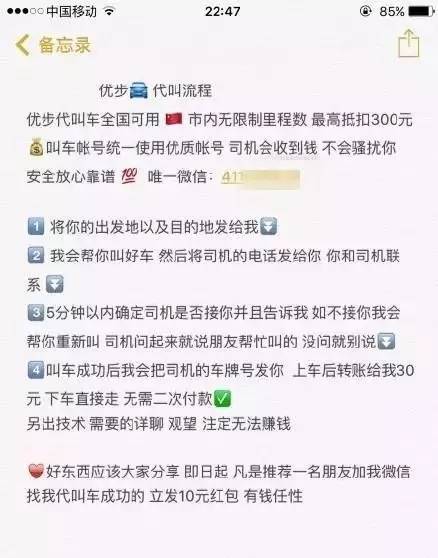 中国移动 22:47 85%
备忘录
优步🚘代叫流程
优步代叫车全国可用 🇨🇳 市内无限制里程数 最高抵扣300元
💰叫车帐号统一使用优质帐号 司机会收到钱 不会骚扰你
安全放心靠谱 💯 唯一微信：411
1️⃣ 将你的出发地以及目的地发给我⏬
2️⃣ 我会帮你叫好车 然后将司机的电话发给你 你和司机联
系⏬
3️⃣5分钟以内确定司机是否接你并且告诉我 如不接你我会
帮你重新叫 司机问起来就说朋友帮忙叫的 没问就别说⏬
4️⃣叫车成功后我会把司机的车牌号发你 上车后转账给我30
元 下车直接走 无需二次付款✅
另出技术 需要的详聊 观望 注定无法赚钱
❤️好东西应该大家分享 即日起 凡是推荐一名朋友加我微信
找我代叫车成功的 立发10元红包 有钱任性